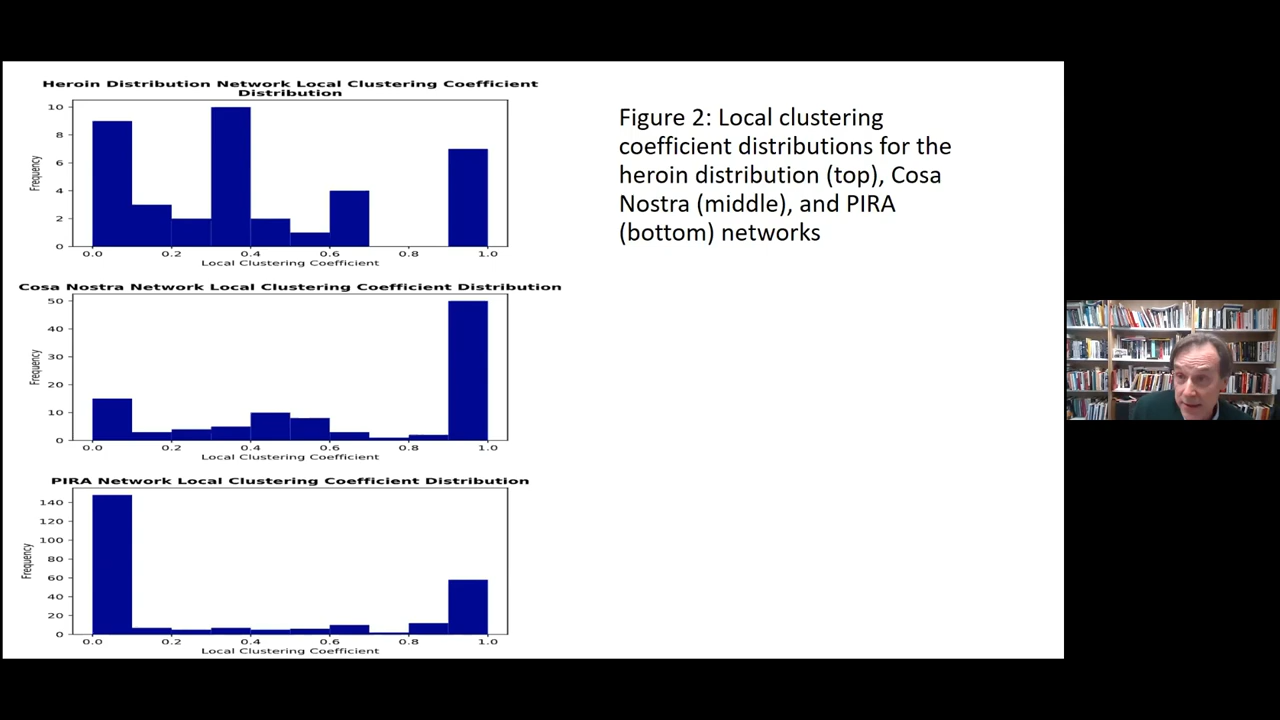 Heroin Distribution Network Local Clustering Coefficient
Distribution
10
8
6
4
2
0
Frequency
0.0 0.2 0.4 0.6 0.8 1.0
Local Clustering Coefficient
Cosa Nostra Network Local Clustering Coefficient Distribution
50
40
30
20
10
0
Frequency
0.0 0.2 0.4 0.6 0.8 1.0
Local Clustering Coefficient
PIRA Network Local Clustering Coefficient Distribution
140
120
100
80
60
40
20
0
Frequency
0.0 0.2 0.4 0.6 0.8 1.0
Local Clustering Coefficient
Figure 2: Local clustering
coefficient distributions for the
heroin distribution (top), Cosa
Nostra (middle), and PIRA
(bottom) networks